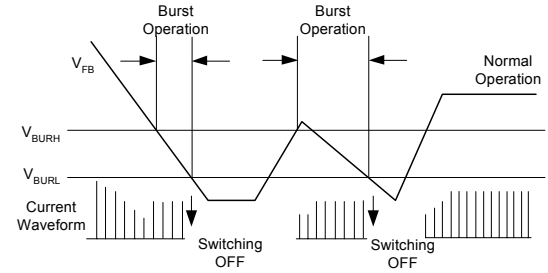 Burst
Operation
Burst
Operation
V_FB
Normal
Operation
V_BURH
V_BURL
Current
Waveform
Switching
OFF
Switching
OFF